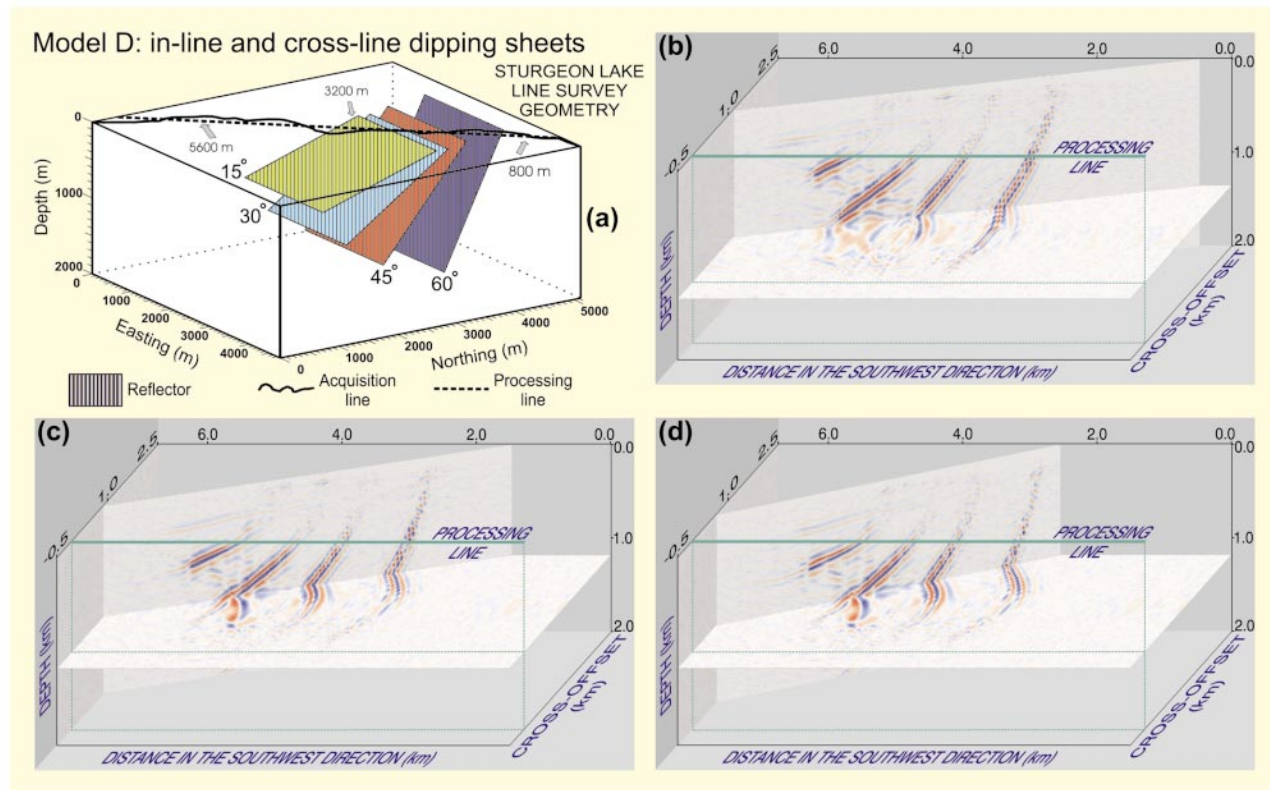 Model D: in-line and cross-line dipping sheets
STURGEON LAKE
LINE SURVEY
GEOMETRY
3200 m
5600 m
800 m
0
1000
2000
Depth (m)
15°
30°
45°
60°
(a)
0
1000
2000
3000
4000
Easting (m)
0
1000
2000
3000
4000
5000
Northing (m)
Reflector
Acquisition
line
Processing
line
(b)
6.0 4.0 2.0 0.0
2.5
1.0
-0.5
0.0
1.0
2.0
PROCESSING
LINE
DEPTH (km)
CROSS-OFFSET
(km)
DISTANCE IN THE SOUTHWEST DIRECTION (km)
(c)
6.0 4.0 2.0 0.0
2.5
1.0
-0.5
0.0
1.0
2.0
PROCESSING
LINE
DEPTH (km)
CROSS-OFFSET
(km)
DISTANCE IN THE SOUTHWEST DIRECTION (km)
(d)
6.0 4.0 2.0 0.0
2.5
1.0
-0.5
0.0
1.0
2.0
PROCESSING
LINE
DEPTH (km)
CROSS-OFFSET
(km)
DISTANCE IN THE SOUTHWEST DIRECTION (km)